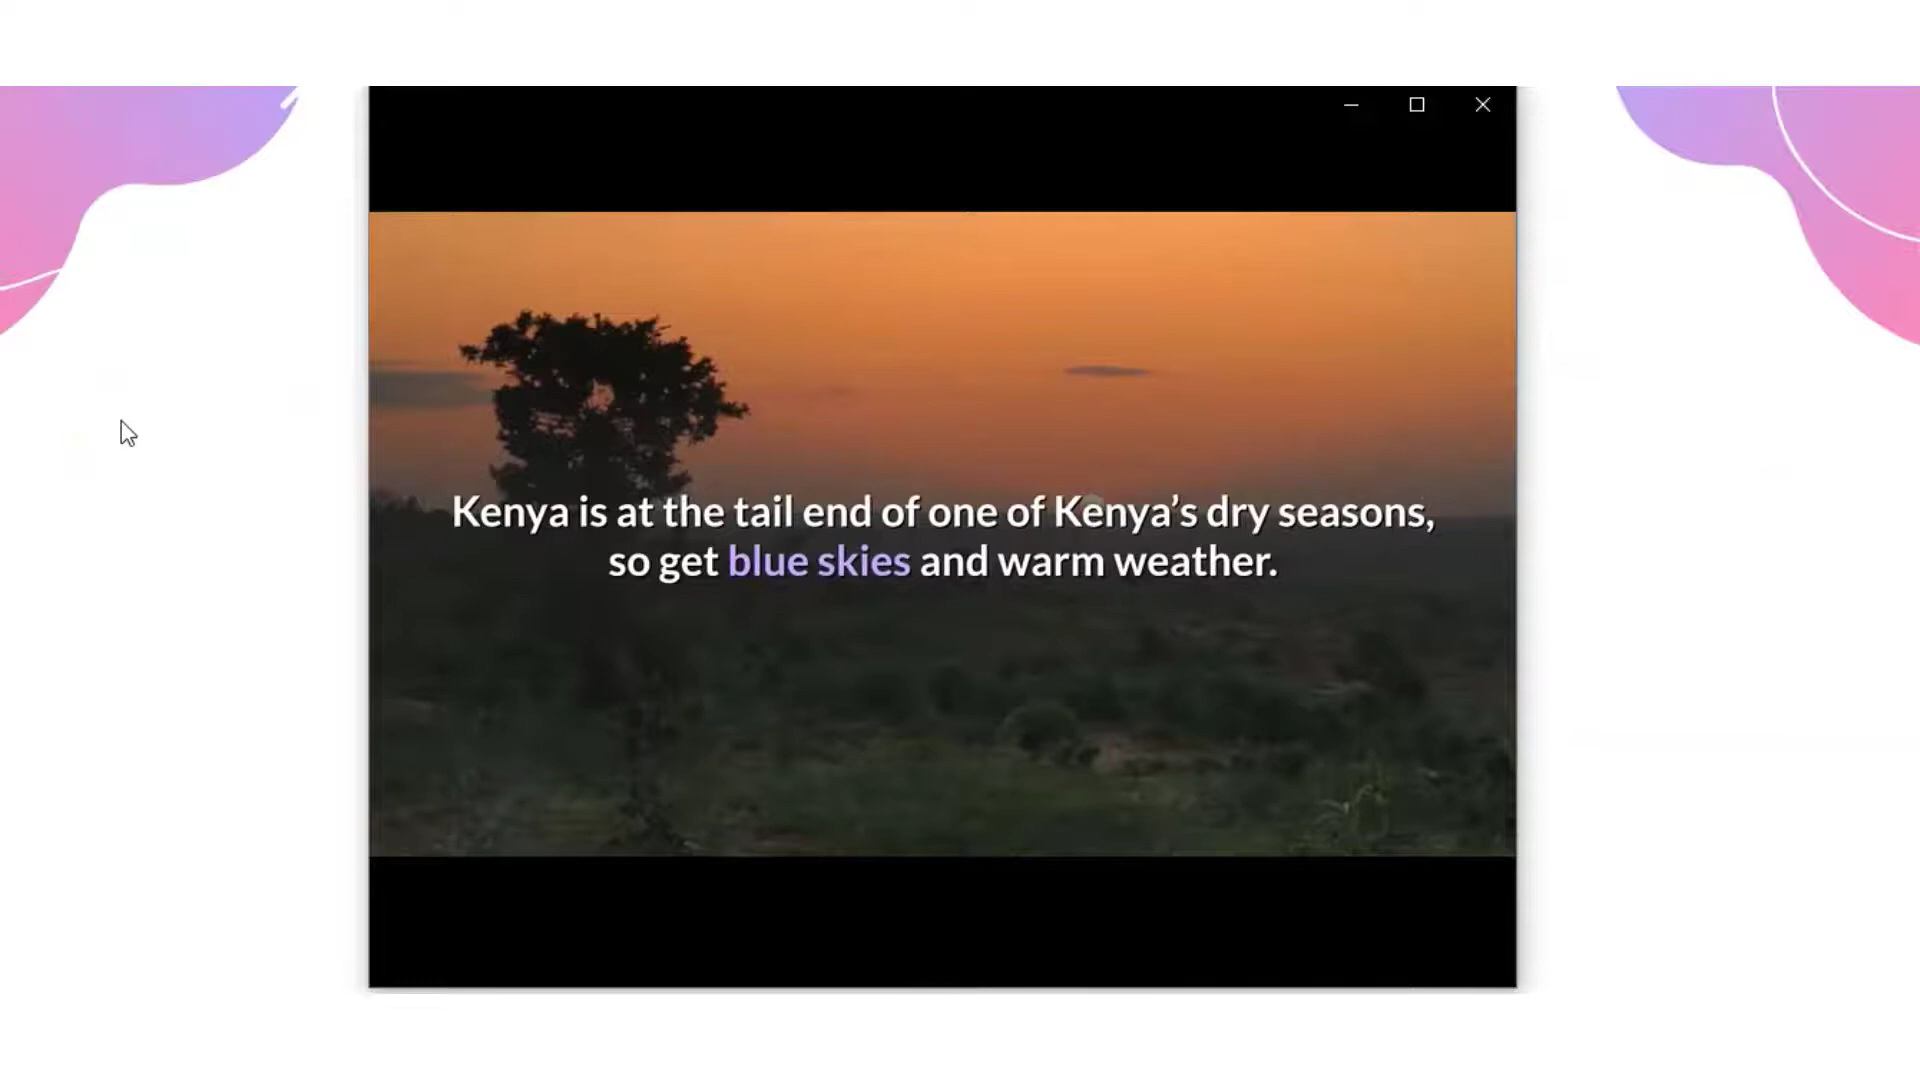 Kenya is at the tail end of one of Kenya’s dry seasons,
so get blue skies and warm weather.